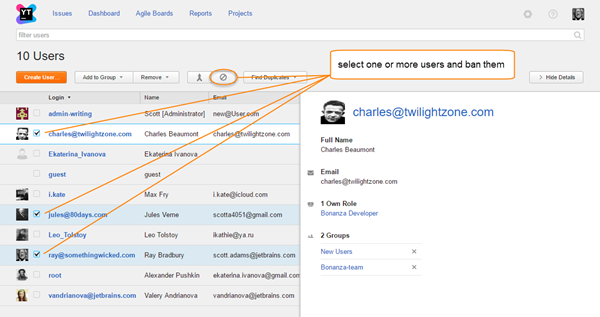 YT
Issues Dashboard Agile Boards Reports Projects
filter users
10 Users
select one or more users and ban them
Create User... Add to Group Remove Find Duplicates > Hide Details
Login Name Email
admin-writing Scott [Administrator] new@User.com
charles@twilightzone.com Charles Beaumont charles@twilightzone.com
Ekaterina_Ivanova Ekaterina Ivanova
guest guest
i.kate Max Fry i.kate@icloud.com
jules@80days.com Jules Verne scotta4051@gmail.com
Leo_Tolstoy Leo Tolstoy ikathie@ya.ru
ray@somethingwicked.com Ray Bradbury scott.adams@jetbrains.com
root Alexander Pushkin ekaterina.ivanova@gmail.com
vandrianova@jetbrains.com Valery Andrianova vandrianova@jetbrains.com
charles@twilightzone.com
Full Name
Charles Beaumont
Email
charles@twilightzone.com
1 Own Role
Bonanza Developer
2 Groups
New Users
Bonanza-team